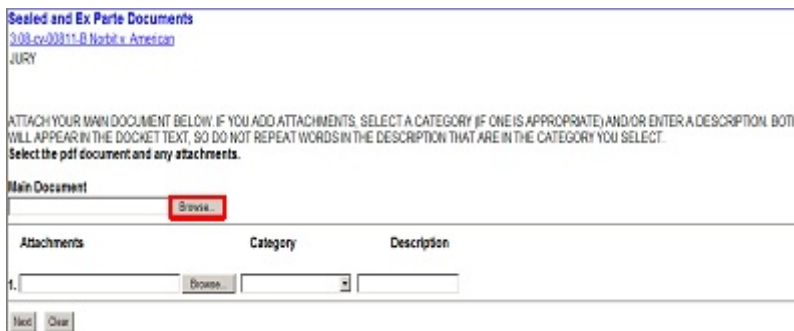 Sealed and Ex Parte Documents
3:08-cv-00811-B Norbit v. American
JURY
ATTACH YOUR MAIN DOCUMENT BELOW. IF YOU ADD ATTACHMENTS, SELECT A CATEGORY (IF ONE IS APPROPRIATE) AND/OR ENTER A DESCRIPTION. BOTH
WILL APPEAR IN THE DOCKET TEXT, SO DO NOT REPEAT WORDS IN THE DESCRIPTION THAT ARE IN THE CATEGORY YOU SELECT.
Select the pdf document and any attachments.
Main Document
Browse...
Attachments Category Description
1. Browse...
Next Clear